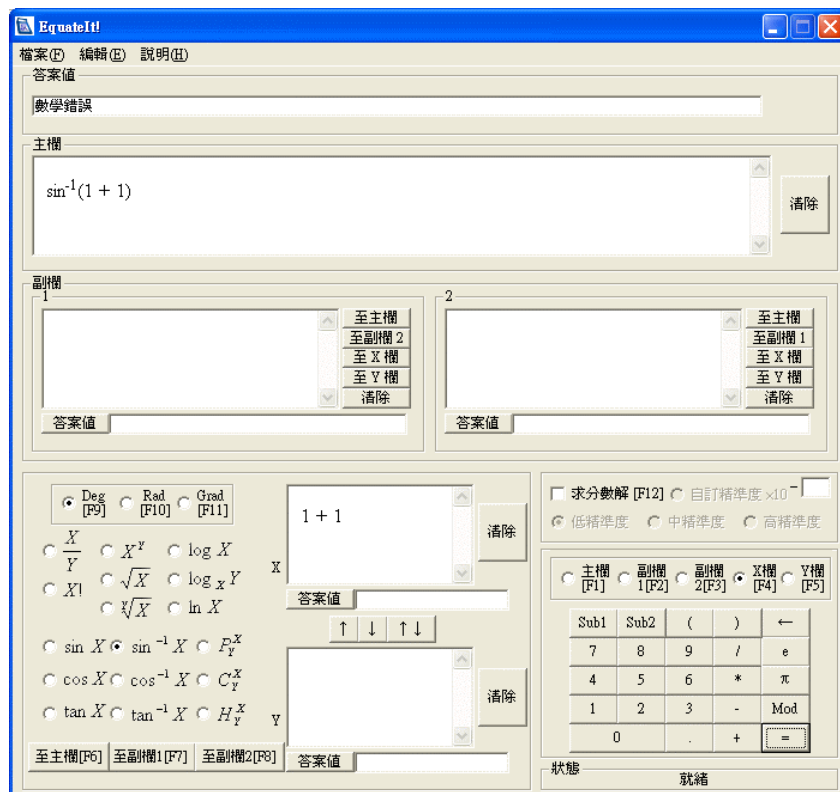 EquateIt!
檔案(F) 編輯(E) 說明(H)
答案值
數學錯誤
主欄
sin⁻¹(1 + 1)
清除
副欄
1
至主欄
至副欄 2
至 X 欄
至 Y 欄
清除
答案值
2
至主欄
至副欄 1
至 X 欄
至 Y 欄
清除
答案值
Deg [F9] Rad [F10] Grad [F11]
X/Y Xʸ log X
X! √X log_X Y
ʸ√X ln X
sin X sin⁻¹ X P_Y^X
cos X cos⁻¹ X C_Y^X
tan X tan⁻¹ X H_Y^X
至主欄[F6] 至副欄1[F7] 至副欄2[F8]
X
1 + 1
清除
答案值
↑ ↓ ↑↓
Y
清除
答案值
求分數解 [F12] 自訂精準度 ×10⁻
低精準度 中精準度 高精準度
主欄 [F1] 副欄 1[F2] 副欄 2[F3] X欄 [F4] Y欄 [F5]
Sub1 Sub2 ( ) ←
7 8 9 / e
4 5 6 * π
1 2 3 - Mod
0 . + =
狀態
就緒